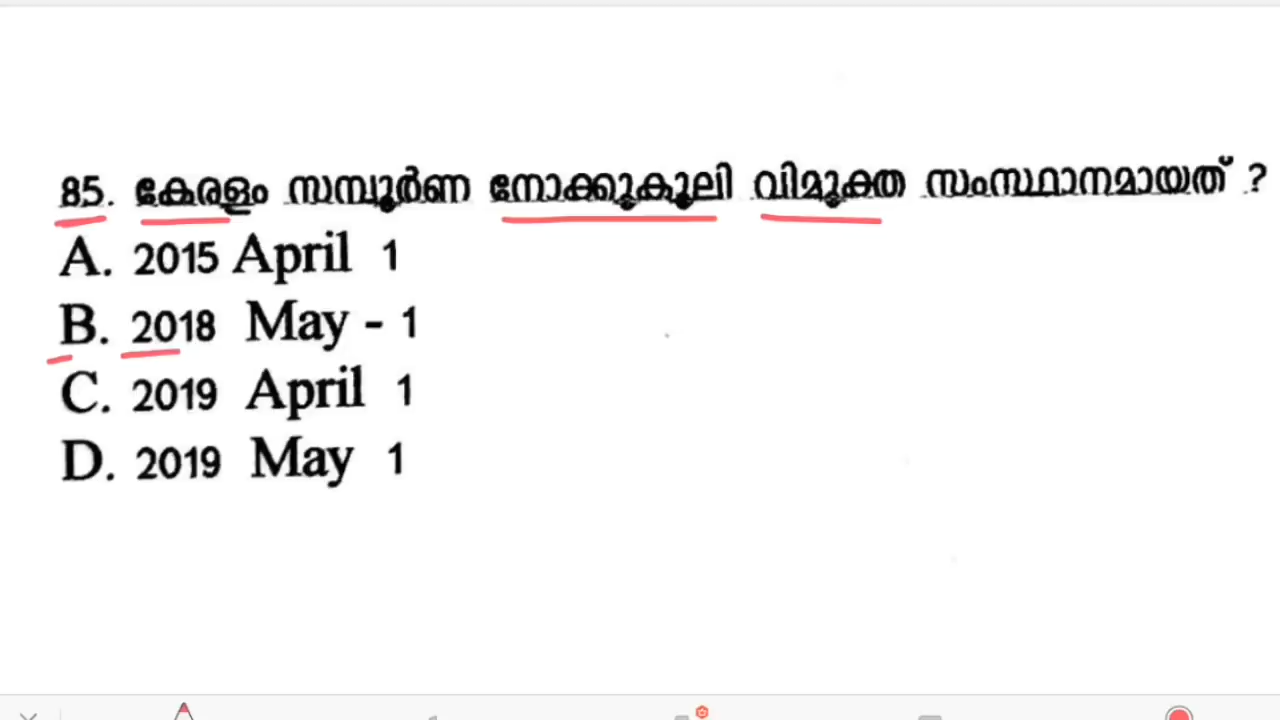 85. കേരളം സമ്പൂർണ നോക്കുകൂലി വിമുക്ത സംസ്ഥാനമായത് ?
A. 2015 April 1
B. 2018 May - 1
C. 2019 April 1
D. 2019 May 1